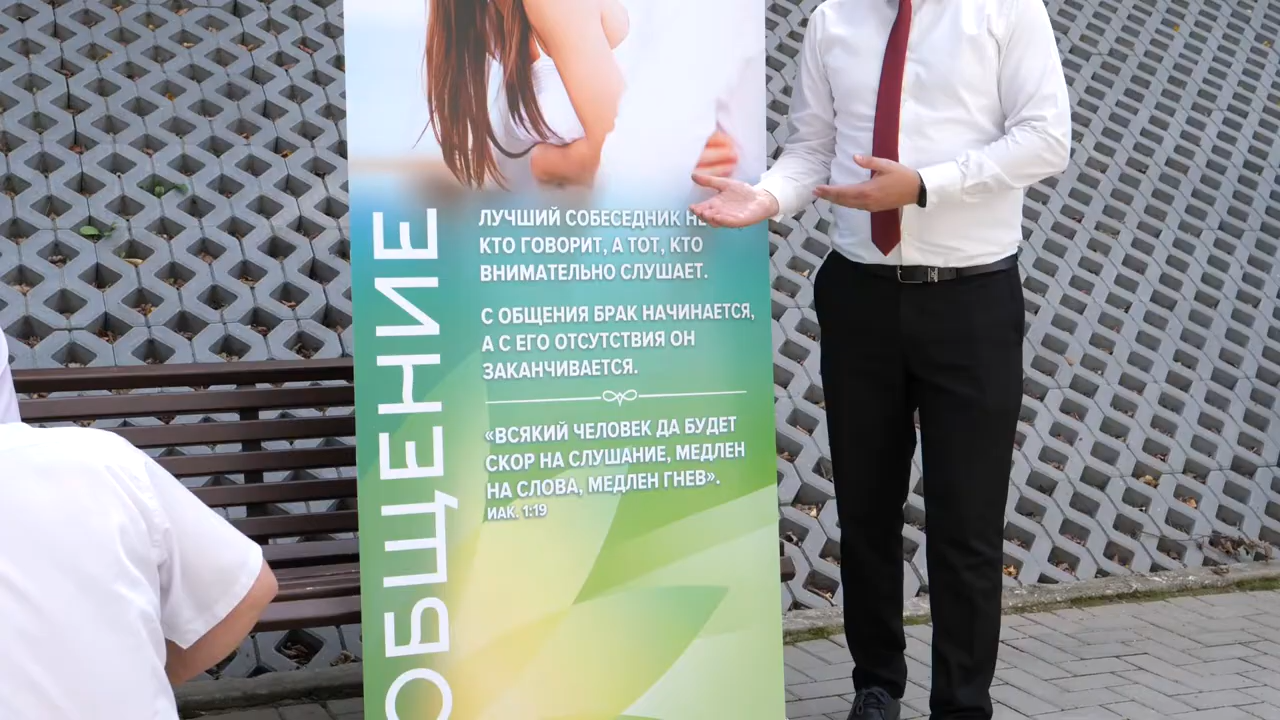 ОБЩЕНИЕ
ЛУЧШИЙ СОБЕСЕДНИК НЕ
КТО ГОВОРИТ, А ТОТ, КТО
ВНИМАТЕЛЬНО СЛУШАЕТ.
С ОБЩЕНИЯ БРАК НАЧИНАЕТСЯ,
А С ЕГО ОТСУТСТВИЯ ОН
ЗАКАНЧИВАЕТСЯ.
«ВСЯКИЙ ЧЕЛОВЕК ДА БУДЕТ
СКОР НА СЛУШАНИЕ, МЕДЛЕН
НА СЛОВА, МЕДЛЕН ГНЕВ».
ИАК. 1:19